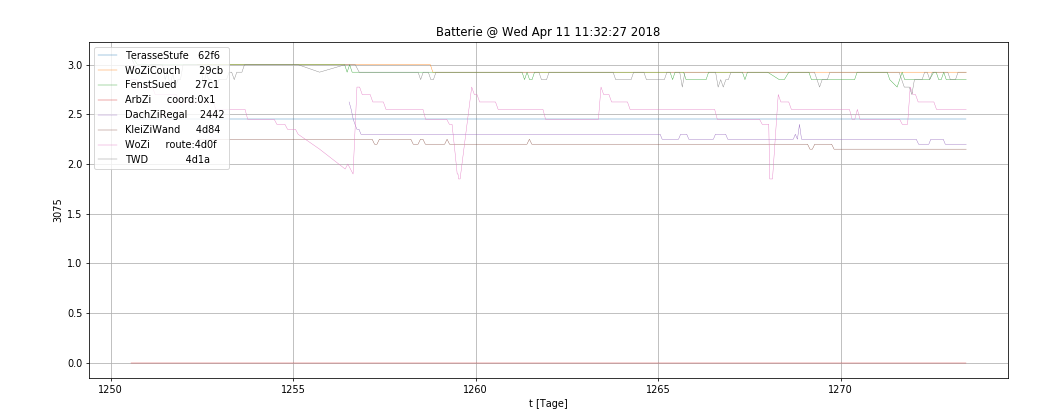 Batterie @ Wed Apr 11 11:32:27 2018
3.0
2.5
2.0
1.5
1.0
0.5
0.0
3075
TerasseStufe 62f6
WoZiCouch 29cb
FenstSued 27c1
ArbZi coord:0x1
DachZiRegal 2442
KleiZiWand 4d84
WoZi route:4d0f
TWD 4d1a
1250 1255 1260 1265 1270
t [Tage]